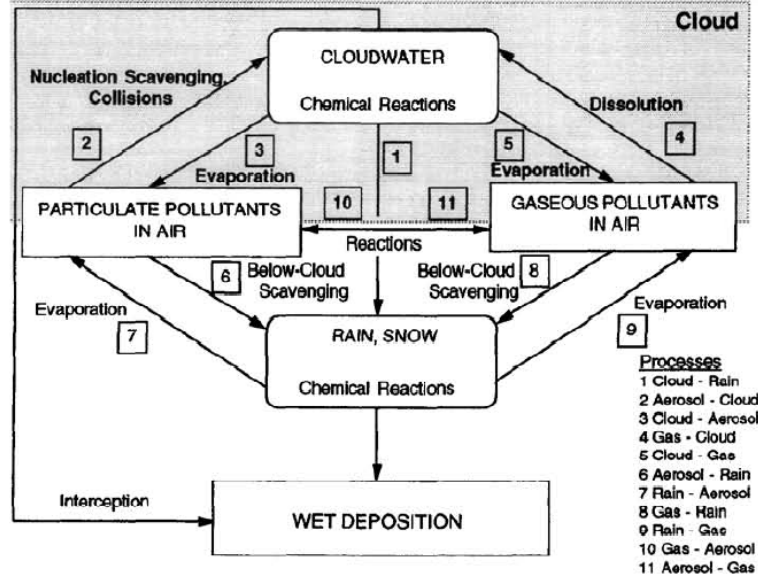 Cloud
CLOUDWATER
Chemical Reactions
Nucleation Scavenging,
Collisions
Dissolution
2
3
1
5
4
Evaporation
Evaporation
PARTICULATE POLLUTANTS
IN AIR
10
11
GASEOUS POLLUTANTS
IN AIR
Reactions
6
Below-Cloud
Scavenging
Below-Cloud
Scavenging
8
Evaporation
7
Evaporation
9
RAIN, SNOW
Chemical Reactions
Interception
WET DEPOSITION
Processes
1 Cloud - Rain
2 Aerosol - Cloud
3 Cloud - Aerosol
4 Gas - Cloud
5 Cloud - Gas
6 Aerosol - Rain
7 Rain - Aerosol
8 Gas - Rain
9 Rain - Gas
10 Gas - Aerosol
11 Aerosol - Gas